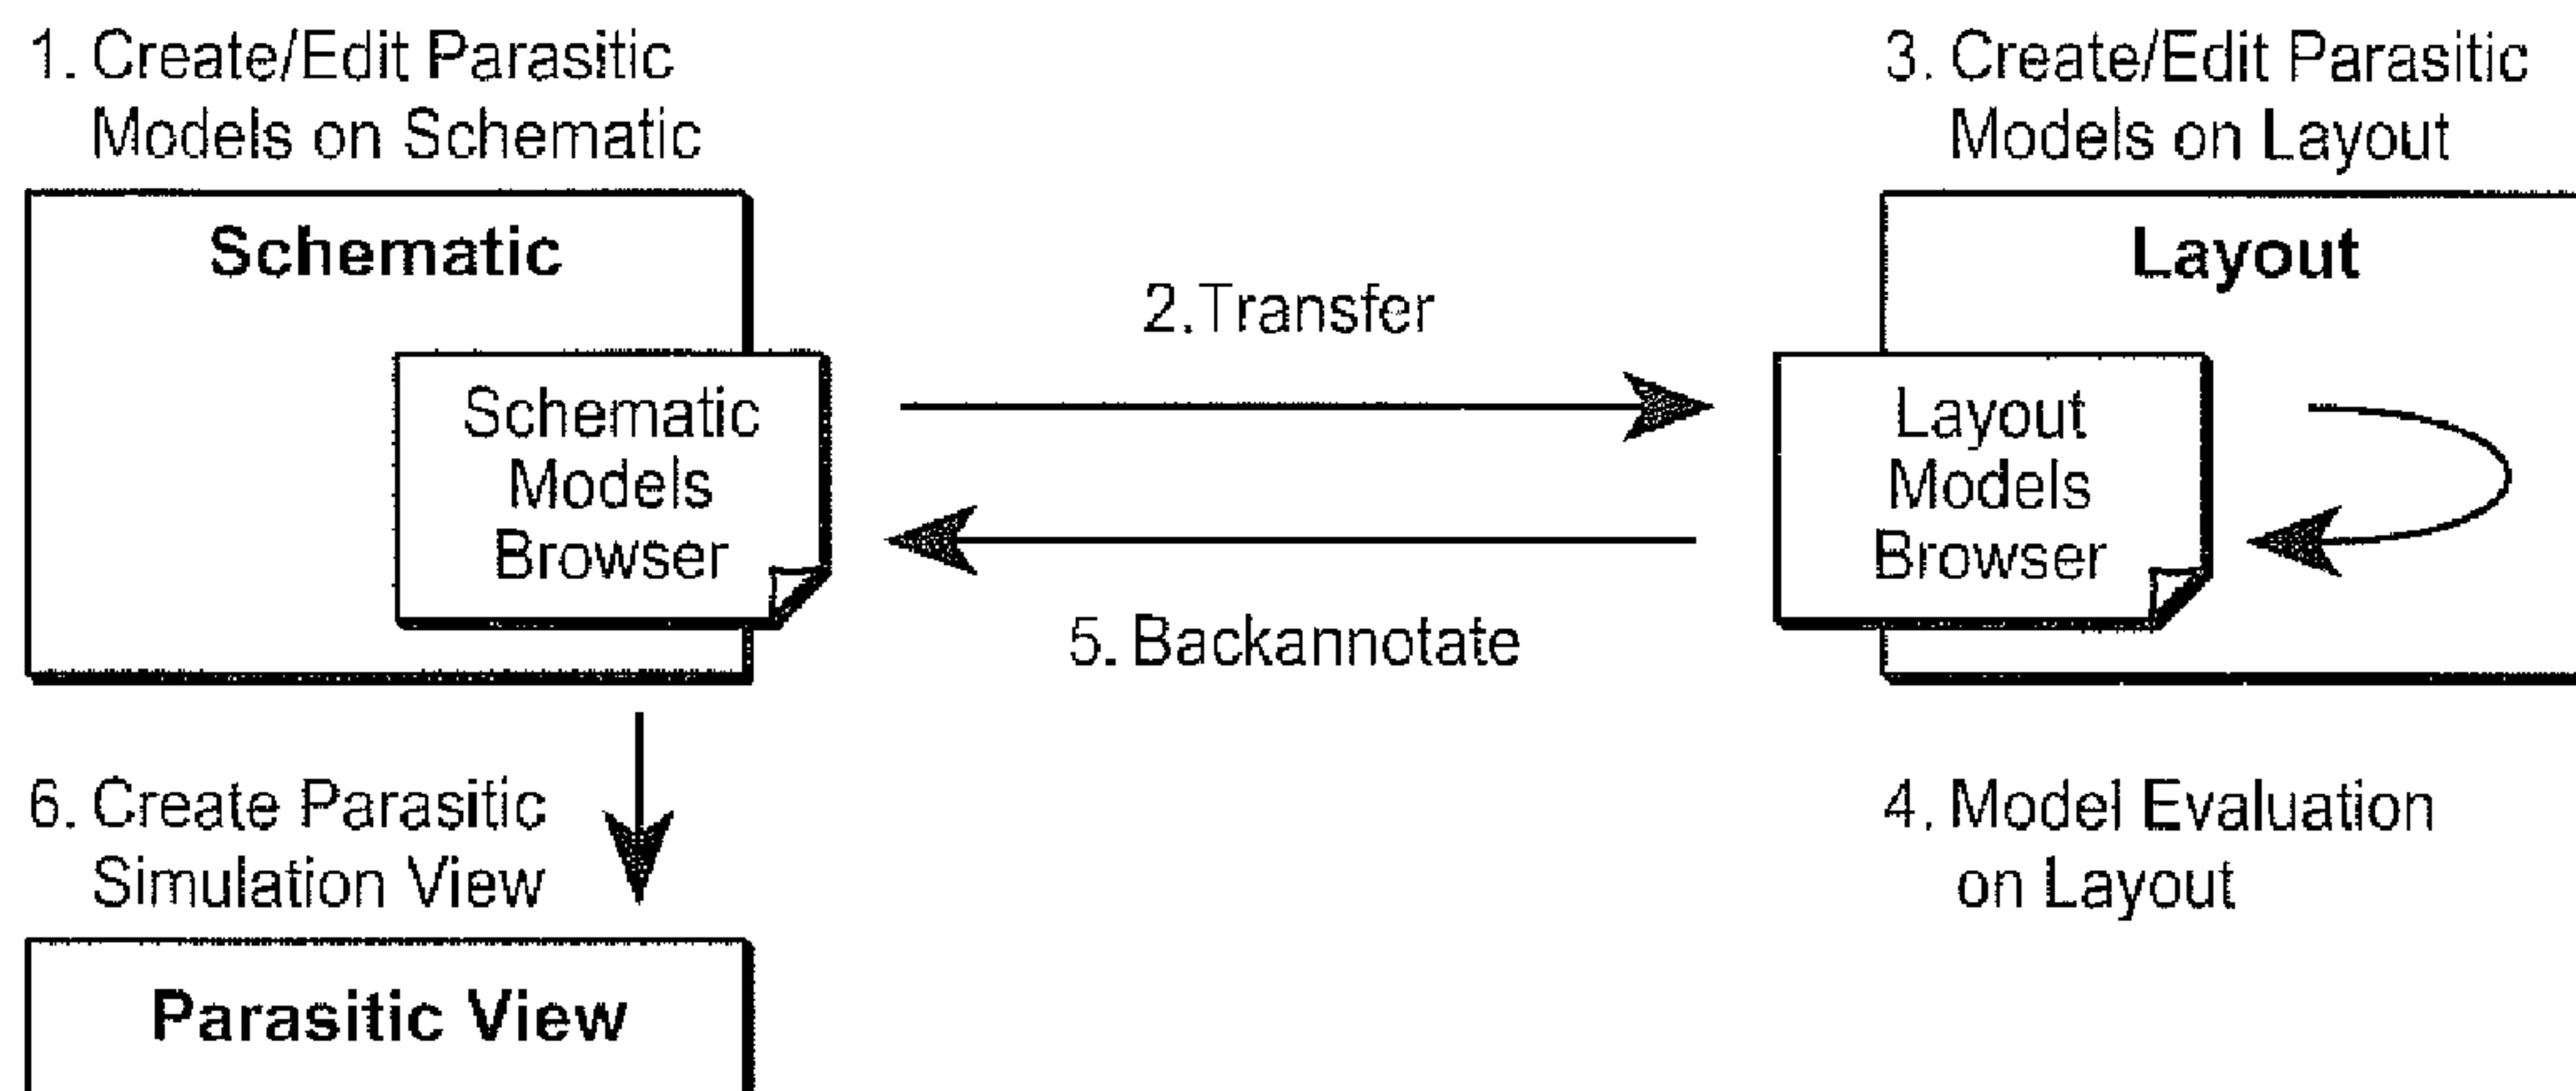 1. Create/Edit Parasitic
Models on Schematic
Schematic
Schematic
Models
Browser
2.Transfer
5. Backannotate
3. Create/Edit Parasitic
Models on Layout
Layout
Layout
Models
Browser
4. Model Evaluation
on Layout
6. Create Parasitic
Simulation View
Parasitic View